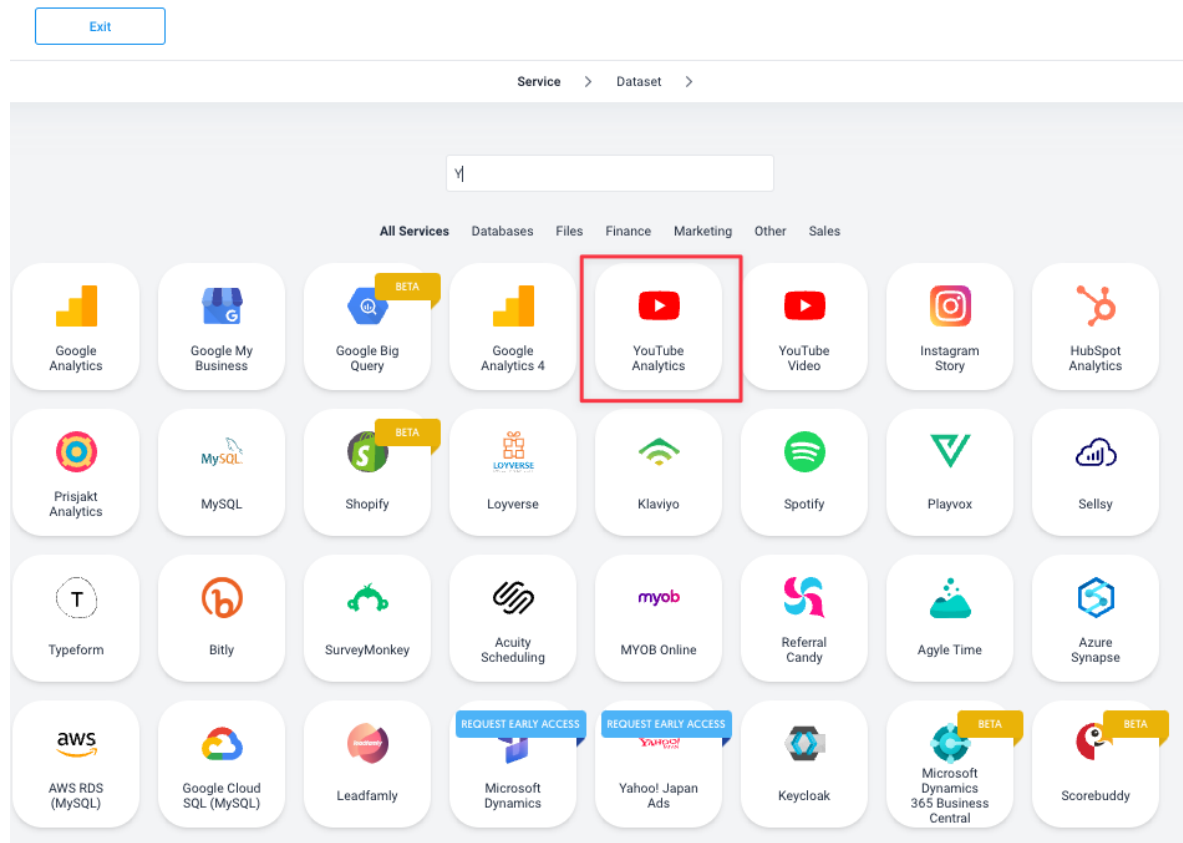 Exit
Service > Dataset >
Y
All Services Databases Files Finance Marketing Other Sales
BETA
Google Analytics
Google My Business
Google Big Query
Google Analytics 4
YouTube Analytics
YouTube Video
Instagram Story
HubSpot Analytics
BETA
Prisjakt Analytics
MySQL
MySQL
Shopify
LOYVERSE
Loyverse
Klaviyo
Spotify
Playvox
Sellsy
T
Typeform
Bitly
SurveyMonkey
Acuity Scheduling
myob
MYOB Online
Referral Candy
Agyle Time
Azure Synapse
REQUEST EARLY ACCESS
REQUEST EARLY ACCESS
BETA
BETA
aws
AWS RDS (MySQL)
Google Cloud SQL (MySQL)
Leadfamly
Microsoft Dynamics
Yahoo! Japan Ads
Keycloak
Microsoft Dynamics 365 Business Central
Scorebuddy